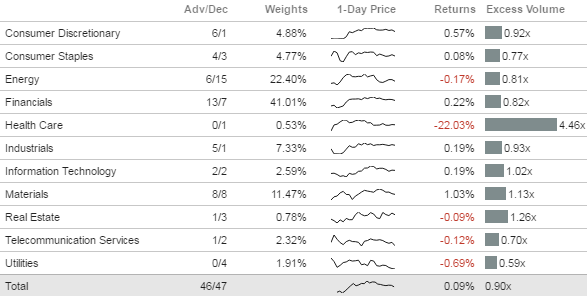 Adv/Dec Weights 1-Day Price Returns Excess Volume
Consumer Discretionary 6/1 4.88% 0.57% 0.92x
Consumer Staples 4/3 4.77% 0.08% 0.77x
Energy 6/15 22.40% -0.17% 0.81x
Financials 13/7 41.01% 0.22% 0.82x
Health Care 0/1 0.53% -22.03% 4.46x
Industrials 5/1 7.33% 0.19% 0.93x
Information Technology 2/2 2.59% 0.19% 1.02x
Materials 8/8 11.47% 1.03% 1.13x
Real Estate 1/3 0.78% -0.09% 1.26x
Telecommunication Services 1/2 2.32% -0.12% 0.70x
Utilities 0/4 1.91% -0.69% 0.59x
Total 46/47 0.09% 0.90x